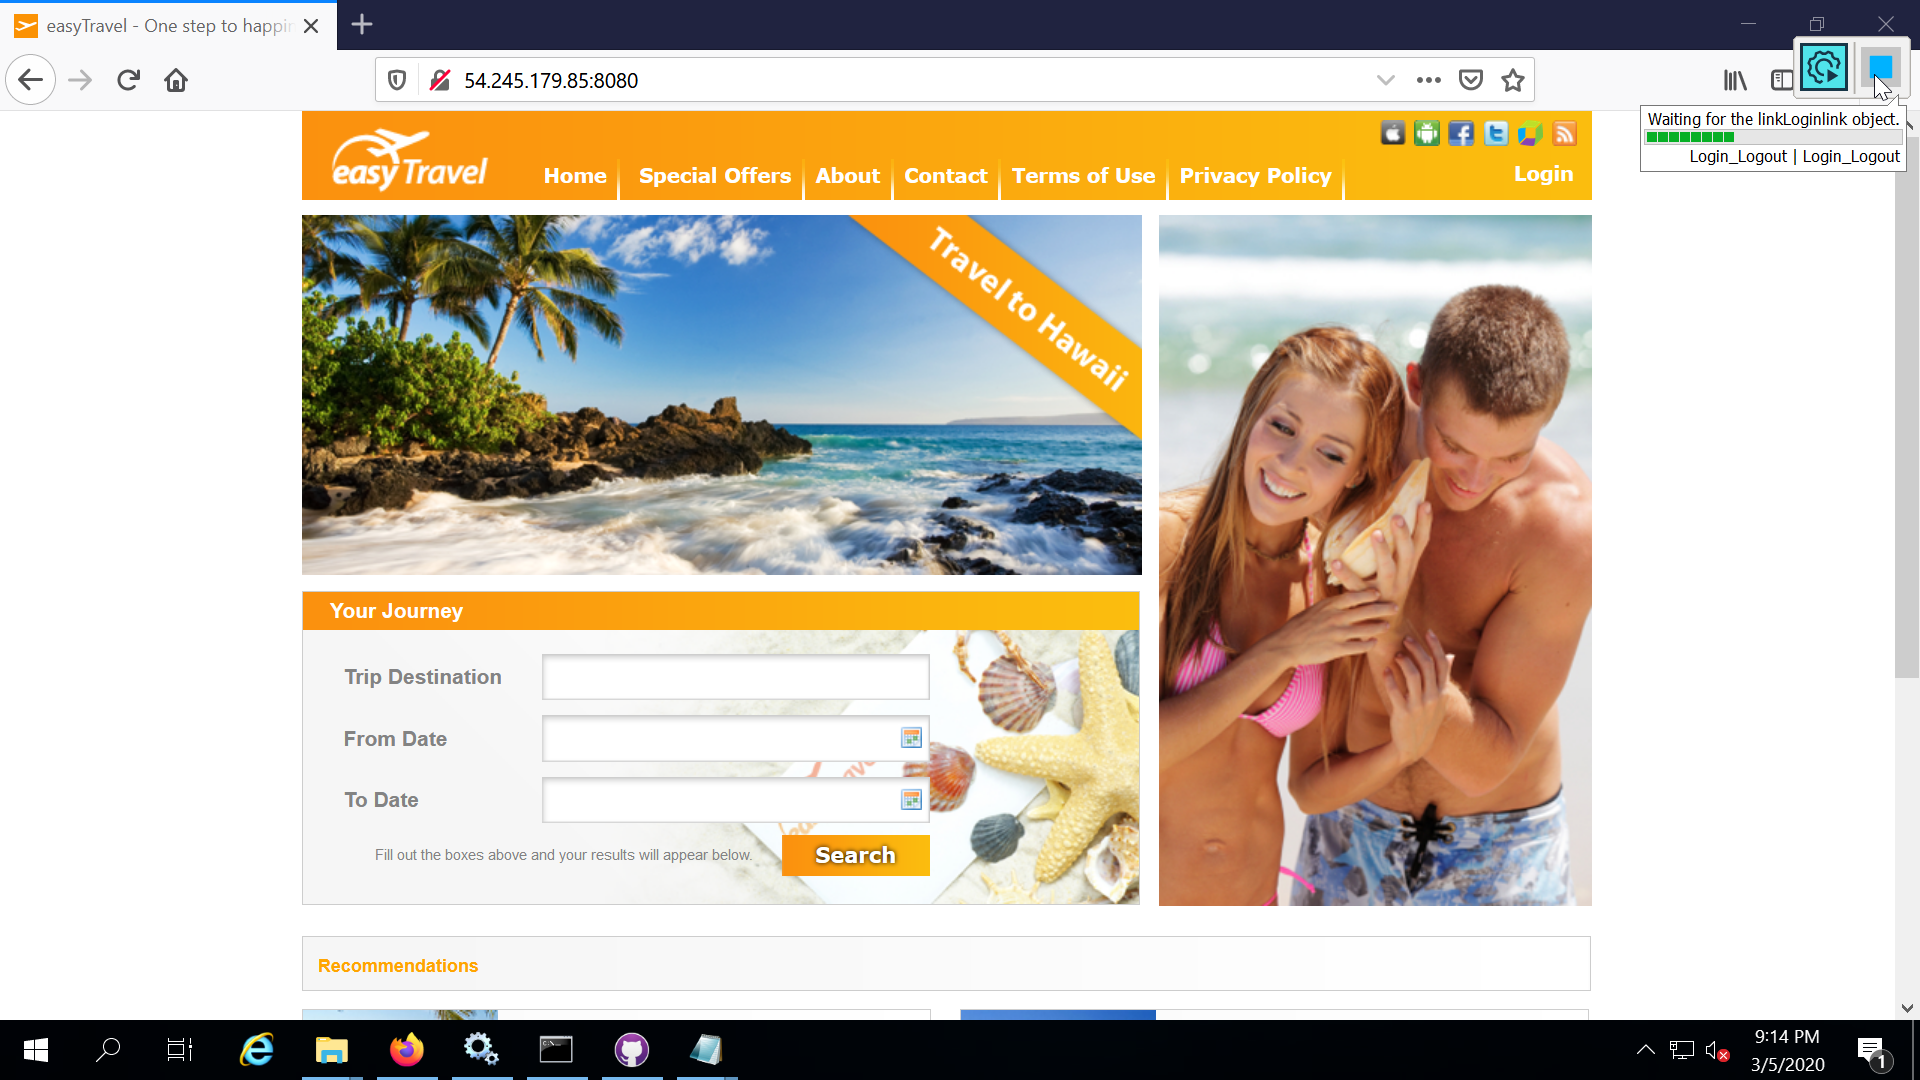 easyTravel - One step to happin
54.245.179.85:8080
Waiting for the linkLoginlink object.
Login_Logout | Login_Logout
easyTravel
Home
Special Offers
About
Contact
Terms of Use
Privacy Policy
Login
Travel to Hawaii
Your Journey
Trip Destination
From Date
To Date
Fill out the boxes above and your results will appear below.
Search
Recommendations
9:14 PM
3/5/2020
1